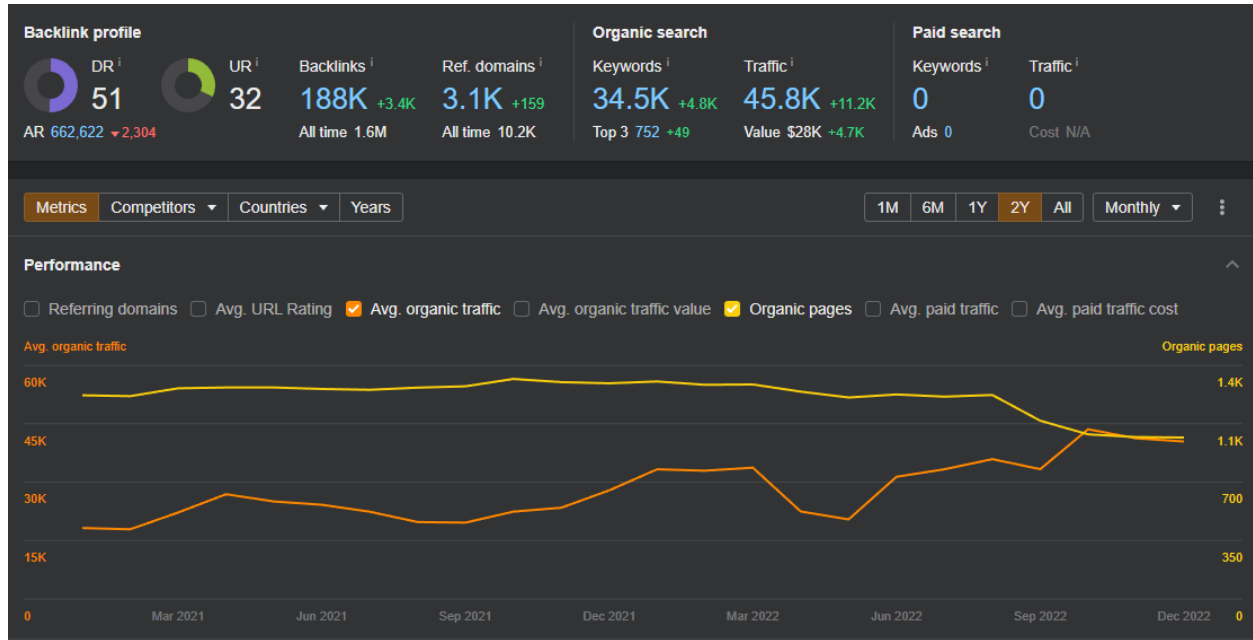 Backlink profile
DR i
51
UR i
32
Backlinks i
188K +3.4K
Ref. domains i
3.1K +159
AR 662,622 ▼2,304
All time 1.6M
All time 10.2K
Organic search
Keywords i
34.5K +4.8K
Traffic i
45.8K +11.2K
Top 3 752 +49
Value $28K +4.7K
Paid search
Keywords i
0
Traffic i
0
Ads 0
Cost N/A
Metrics
Competitors ▼
Countries ▼
Years
1M
6M
1Y
2Y
All
Monthly ▼
Performance
Referring domains
Avg. URL Rating
Avg. organic traffic
Avg. organic traffic value
Organic pages
Avg. paid traffic
Avg. paid traffic cost
Avg. organic traffic
Organic pages
60K
1.4K
45K
1.1K
30K
700
15K
350
0
Mar 2021
Jun 2021
Sep 2021
Dec 2021
Mar 2022
Jun 2022
Sep 2022
Dec 2022
0